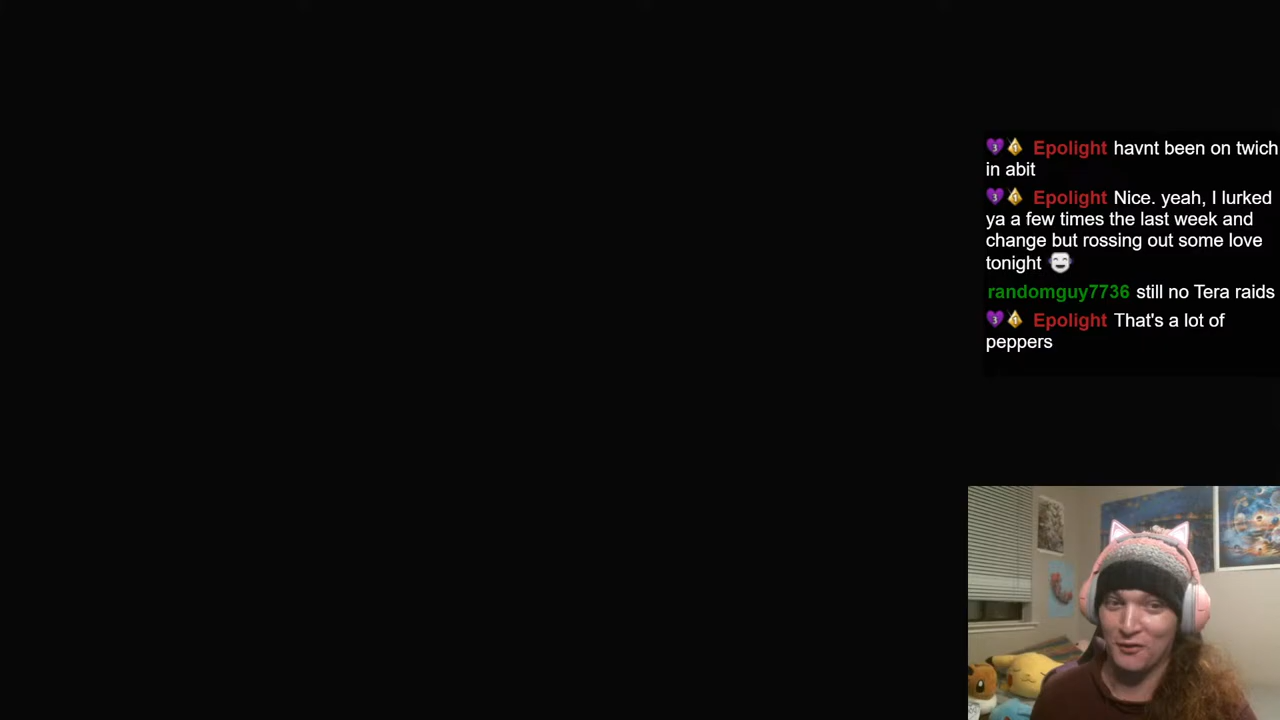 Epolight havnt been on twich
in abit
Epolight Nice. yeah, I lurked
ya a few times the last week and
change but rossing out some love
tonight
randomguy7736 still no Tera raids
Epolight That's a lot of
peppers